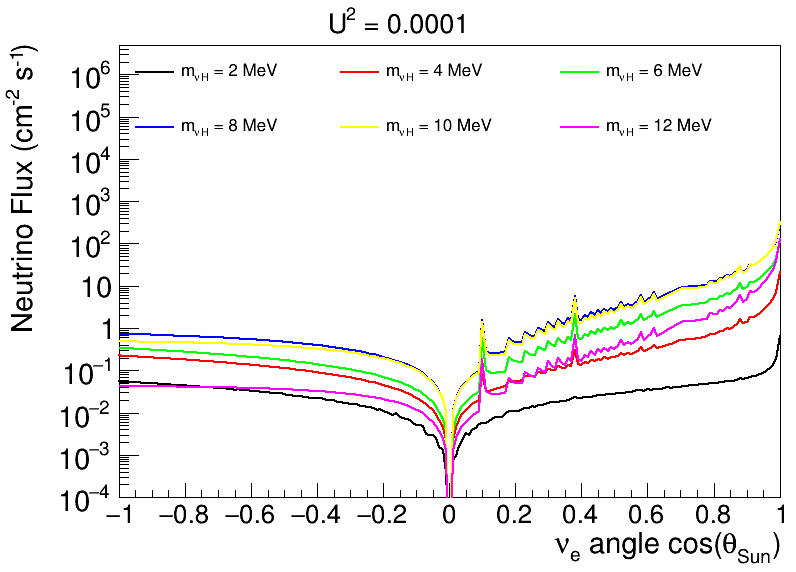 U² = 0.0001
Neutrino Flux (cm⁻² s⁻¹)
m_νH = 2 MeV m_νH = 4 MeV m_νH = 6 MeV
m_νH = 8 MeV m_νH = 10 MeV m_νH = 12 MeV
10⁶
10⁵
10⁴
10³
10²
10
1
10⁻¹
10⁻²
10⁻³
10⁻⁴
−1 −0.8 −0.6 −0.4 −0.2 0 0.2 0.4 0.6 0.8 1
ν_e angle cos(θ_Sun)